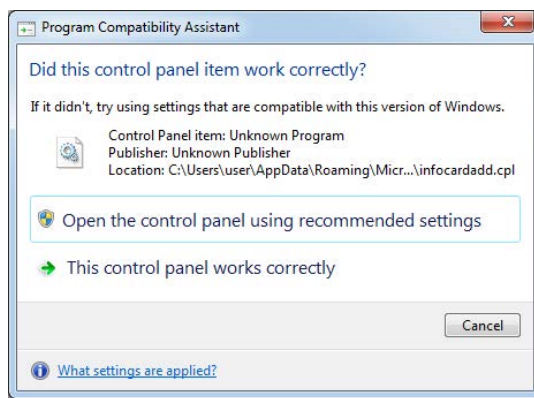 Program Compatibility Assistant
Did this control panel item work correctly?
If it didn't, try using settings that are compatible with this version of Windows.
Control Panel item: Unknown Program
Publisher: Unknown Publisher
Location: C:\Users\user\AppData\Roaming\Micr...\infocardadd.cpl
Open the control panel using recommended settings
This control panel works correctly
Cancel
What settings are applied?